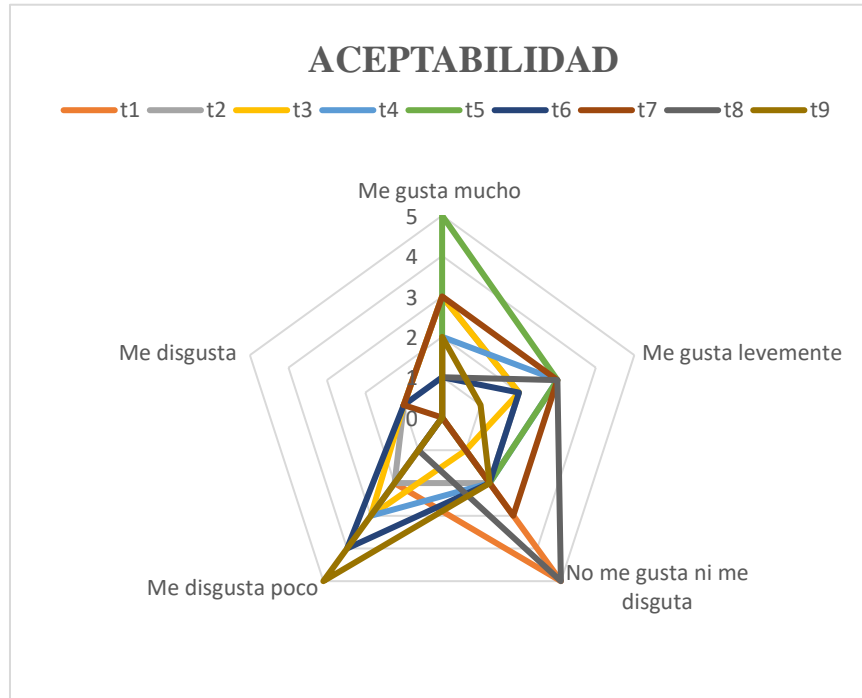 ACEPTABILIDAD
t1 t2 t3 t4 t5 t6 t7 t8 t9
Me gusta mucho
5
4
3
2
1
0
Me gusta levemente
No me gusta ni me
disguta
Me disgusta poco
Me disgusta